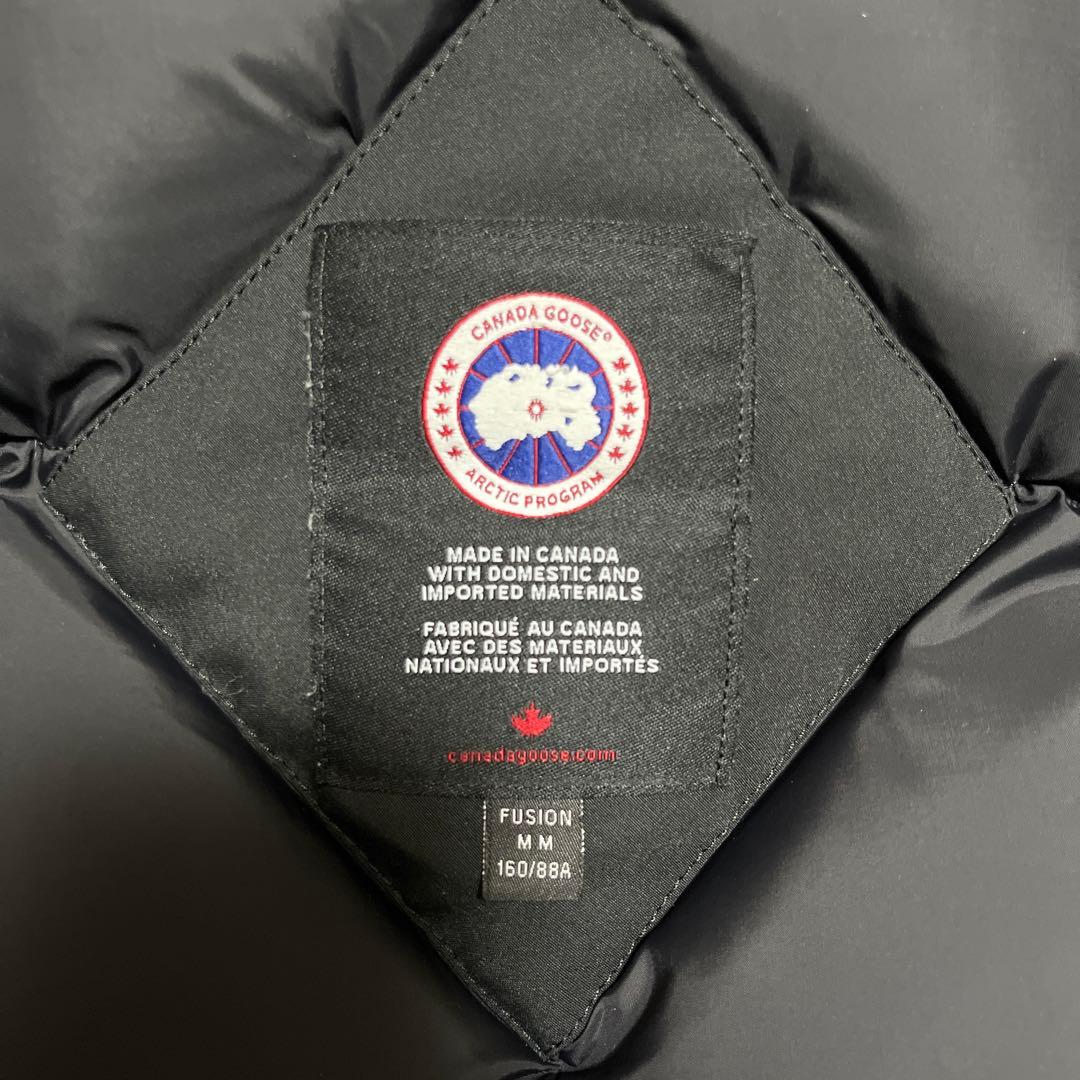 CANADA GOOSE®
ARCTIC PROGRAM
MADE IN CANADA
WITH DOMESTIC AND
IMPORTED MATERIALS
FABRIQUÉ AU CANADA
AVEC DES MATERIAUX
NATIONAUX ET IMPORTÉS
canadagoose.com
FUSION
M M
160/88A